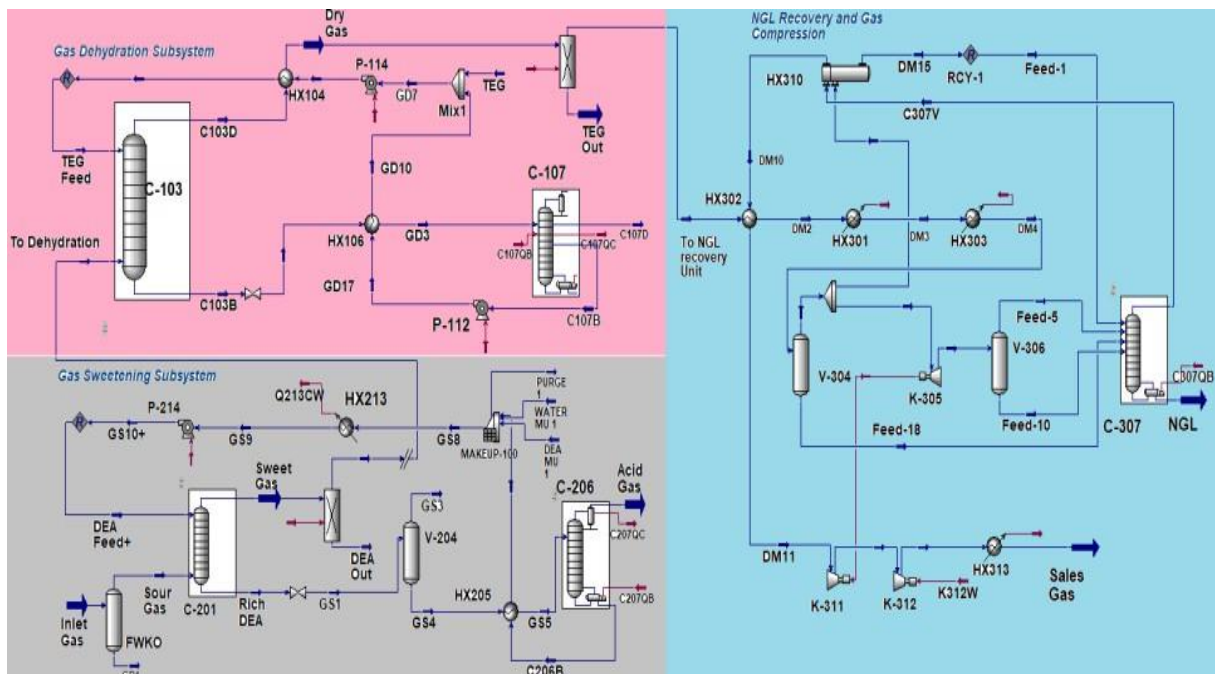 Gas Dehydration Subsystem
Dry
Gas
P-114
HX104
GD7
TEG
Mix1
C103D
TEG
Feed
C-103
TEG
Out
GD10
C-107
To Dehydration
HX106
GD3
C107QB
C107QC
C107D
C103B
GD17
P-112
C107B
Gas Sweetening Subsystem
Q213CW
HX213
P-214
GS10+
GS9
GS8
PURGE
1
WATER
MU 1
DEA
MU
1
MAKEUP-100
Sweet
Gas
GS3
V-204
C-206
Acid
Gas
C207QC
DEA
Feed+
DEA
Out
Sour
Gas
C-201
Rich
DEA
GS1
HX205
GS4
GS5
C207QB
Inlet
Gas
FWKO
C206B
NGL Recovery and Gas
Compression
HX310
DM15
RCY-1
Feed-1
C307V
DM10
HX302
DM2
HX301
DM3
HX303
DM4
To NGL
recovery
Unit
V-304
K-305
Feed-5
V-306
C307QB
Feed-18
Feed-10
C-307
NGL
DM11
HX313
K-311
K-312
K312W
Sales
Gas